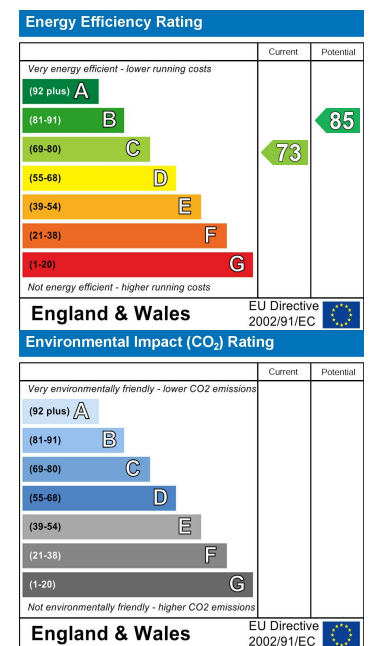 Energy Efficiency Rating
Current Potential
Very energy efficient - lower running costs
(92 plus) A
(81-91) B 85
(69-80) C 73
(55-68) D
(39-54) E
(21-38) F
(1-20) G
Not energy efficient - higher running costs
England & Wales EU Directive 2002/91/EC
Environmental Impact (CO₂) Rating
Current Potential
Very environmentally friendly - lower CO2 emissions
(92 plus) A
(81-91) B
(69-80) C
(55-68) D
(39-54) E
(21-38) F
(1-20) G
Not environmentally friendly - higher CO2 emissions
England & Wales EU Directive 2002/91/EC